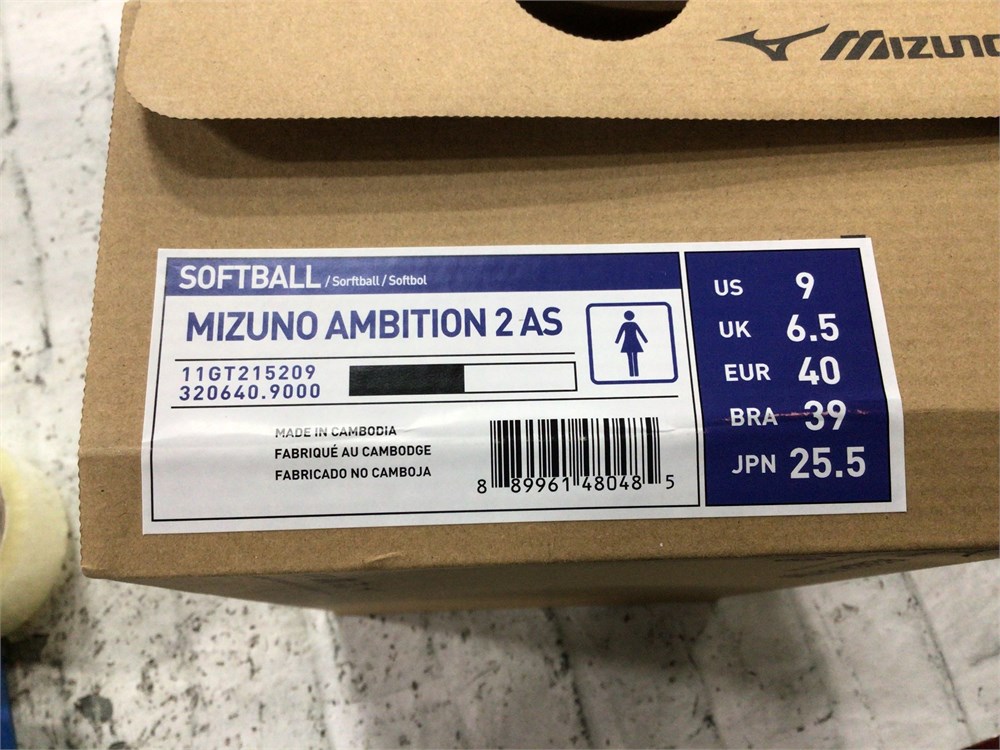 MIZUNO
SOFTBALL / Sorftball / Softbol
MIZUNO AMBITION 2 AS
11GT215209
320640.9000
MADE IN CAMBODIA
FABRIQUÉ AU CAMBODGE
FABRICADO NO CAMBOJA
8 89961 48048 5
US 9
UK 6.5
EUR 40
BRA 39
JPN 25.5